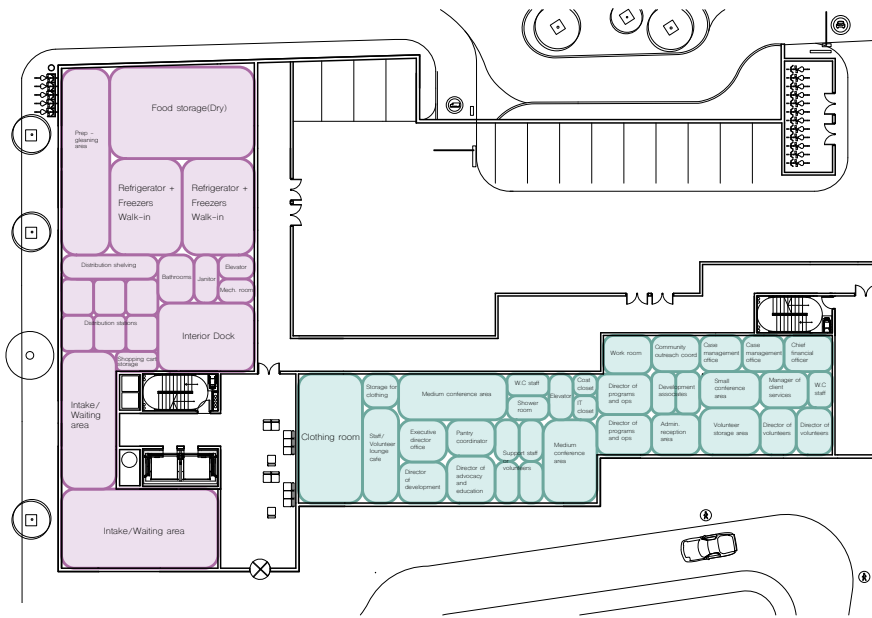 Food storage(Dry)
Prep -
gleaning
area
Refrigerator +
Freezers
Walk-in
Refrigerator +
Freezers
Walk-in
Distribution shelving
Bathrooms
Janitor
Elevator
Mech. room
Distribution stations
Interior Dock
Shopping cart
storage
Intake/
Waiting
area
Intake/Waiting area
Clothing room
Storage for
clothing
Staff/
Volunteer
lounge
cafe
Medium conference area
W.C staff
Shower
room
Elevator
Coat
closet
IT
closet
Executive
director
office
Pantry
coordinator
Director
of
development
Director of
advocacy
and
education
Support staff
or
volunteers
Medium
conference
area
Work room
Community
outreach coord
Case
management
office
Case
management
office
Chief
financial
officer
Director of
programs
and ops
Development
associates
Small
conference
area
Manager of
client
services
W.C
staff
Director of
programs
and ops
Admin.
reception
area
Volunteer
storage area
Director of
volunteers
Director of
volunteers